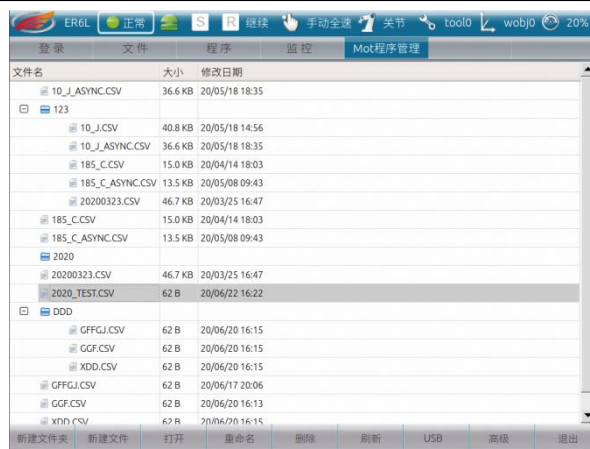 ER6L 正常 S R 继续 手动全速 关节 tool0 wobj0 20%
登录 文件 程序 监控 Mot程序管理
文件名 大小 修改日期
10_J_ASYNC.CSV 36.6 KB 20/05/18 18:35
123
10_J.CSV 40.8 KB 20/05/18 14:56
10_J_ASYNC.CSV 36.6 KB 20/05/18 18:35
185_C.CSV 15.0 KB 20/04/14 18:03
185_C_ASYNC.CSV 13.5 KB 20/05/08 09:43
20200323.CSV 46.7 KB 20/03/25 16:47
185_C.CSV 15.0 KB 20/04/14 18:03
185_C_ASYNC.CSV 13.5 KB 20/05/08 09:43
2020
20200323.CSV 46.7 KB 20/03/25 16:47
2020_TEST.CSV 62 B 20/06/22 16:22
DDD
GFFGJ.CSV 62 B 20/06/20 16:15
GGF.CSV 62 B 20/06/20 16:15
XDD.CSV 62 B 20/06/20 16:15
GFFGJ.CSV 62 B 20/06/17 20:06
GGF.CSV 62 B 20/06/20 16:13
XDD.CSV 62 B 20/06/20 16:15
新建文件夹 新建文件 打开 重命名 删除 刷新 USB 高级 退出